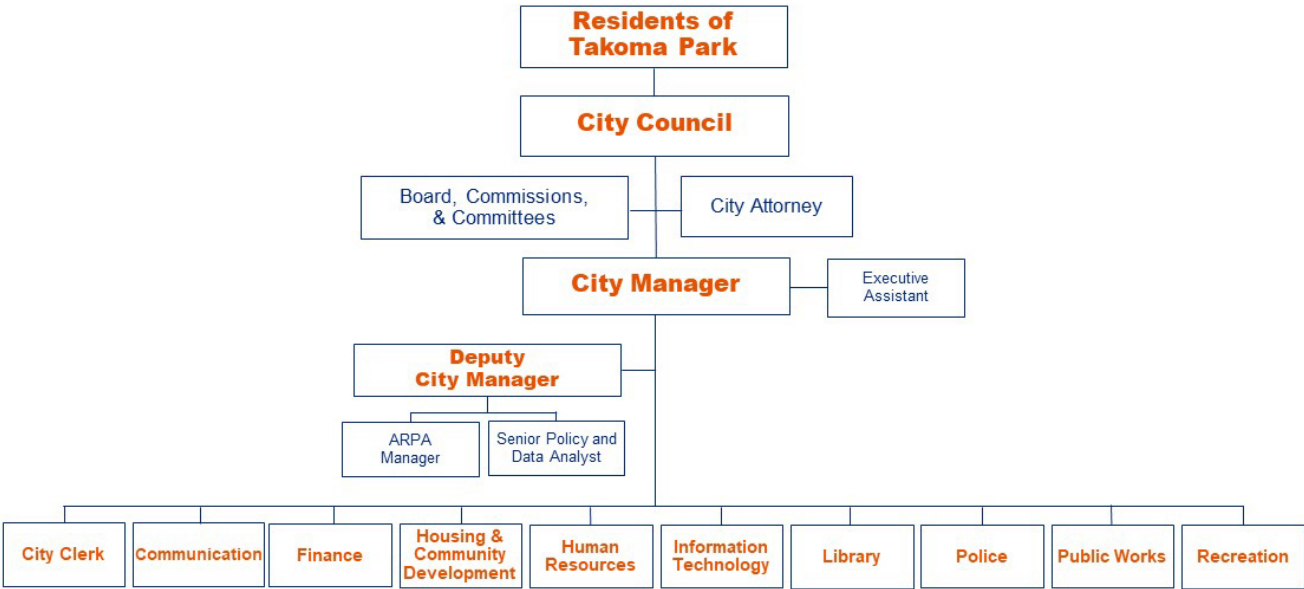 Residents of
Takoma Park
City Council
Board, Commissions,
& Committees
City Attorney
City Manager
Executive
Assistant
Deputy
City Manager
ARPA
Manager
Senior Policy and
Data Analyst
City Clerk
Communication
Finance
Housing &
Community
Development
Human
Resources
Information
Technology
Library
Police
Public Works
Recreation